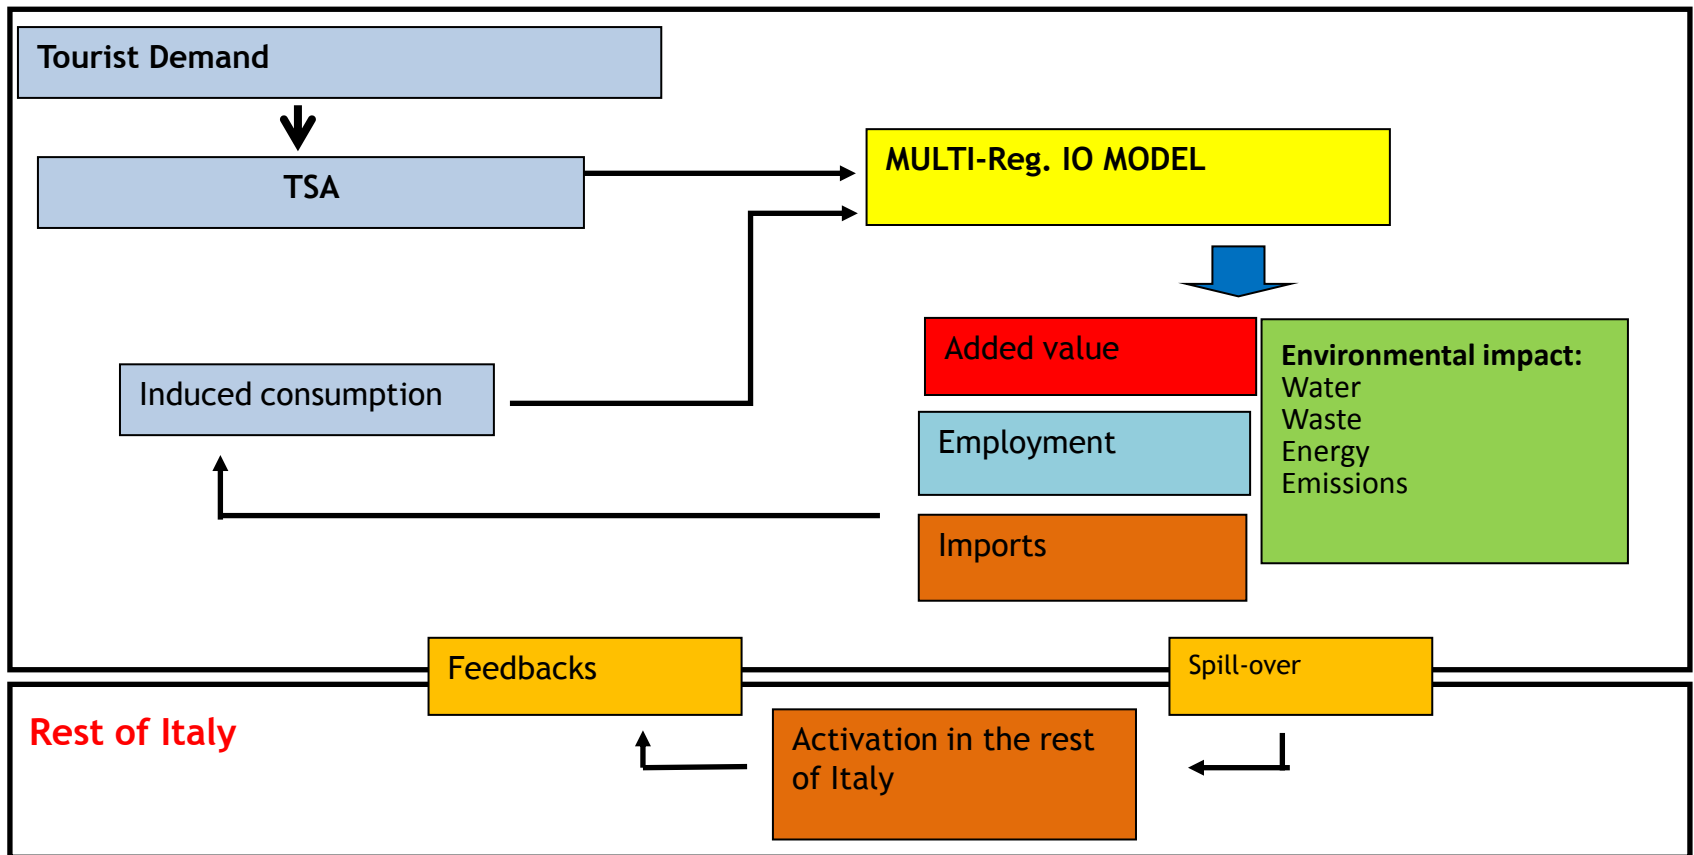 Tourist Demand
TSA
MULTI-Reg. IO MODEL
Added value
Environmental impact:
Water
Waste
Energy
Emissions
Induced consumption
Employment
Imports
Feedbacks
Spill-over
Rest of Italy
Activation in the rest
of Italy